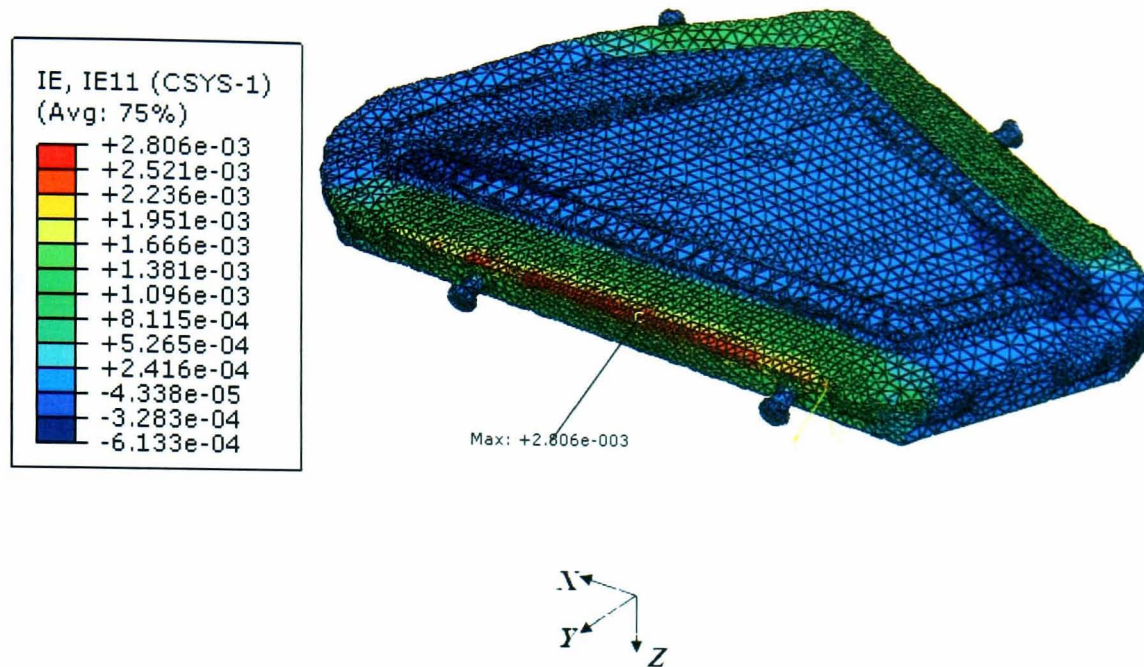 IE, IE11 (CSYS-1)
(Avg: 75%)
+2.806e-03
+2.521e-03
+2.236e-03
+1.951e-03
+1.666e-03
+1.381e-03
+1.096e-03
+8.115e-04
+5.265e-04
+2.416e-04
-4.338e-05
-3.283e-04
-6.133e-04
Max: +2.806e-003
X
Y
Z